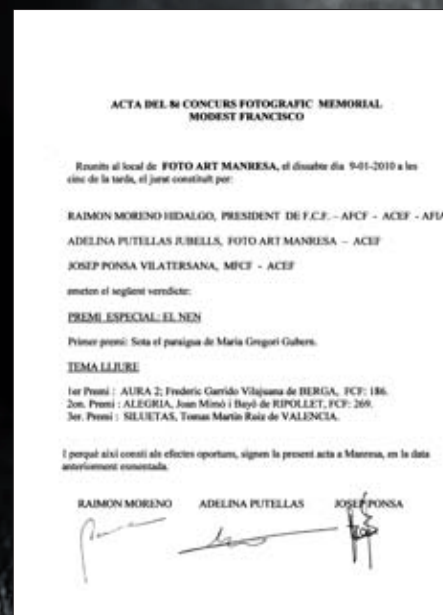 ACTA DEL 8è CONCURS FOTOGRAFIC MEMORIAL
MODEST FRANCISCO
Reunits al local de FOTO ART MANRESA, el dissabte dia 9-01-2010 a les
cinc de la tarda, el jurat constituït per:
RAIMON MORENO HIDALGO, PRESIDENT DE F.C.F. – AFCF - ACEF - AFIA
ADELINA PUTELLAS JUBELLS, FOTO ART MANRESA – ACEF
JOSEP PONSA VILATERSANA, MFCF - ACEF
emeten el següent veredicte:
PREMI ESPECIAL: EL NEN
Primer premi: Sota el paraigua de Maria Gregori Gubern.
TEMA LLIURE
1er Premi : AURA 2; Frederic Garrido Vilajuana de BERGA, FCF: 186.
2on. Premi : ALEGRIA, Joan Mimó i Bayó de RIPOLLET, FCF: 269.
3er. Premi : SILUETAS, Tomas Martin Ruiz de VALENCIA.
I perquè així consti als efectes oportuns, signen la present acta a Manresa, en la data
anteriorment esmentada.
RAIMON MORENO ADELINA PUTELLAS JOSEP PONSA